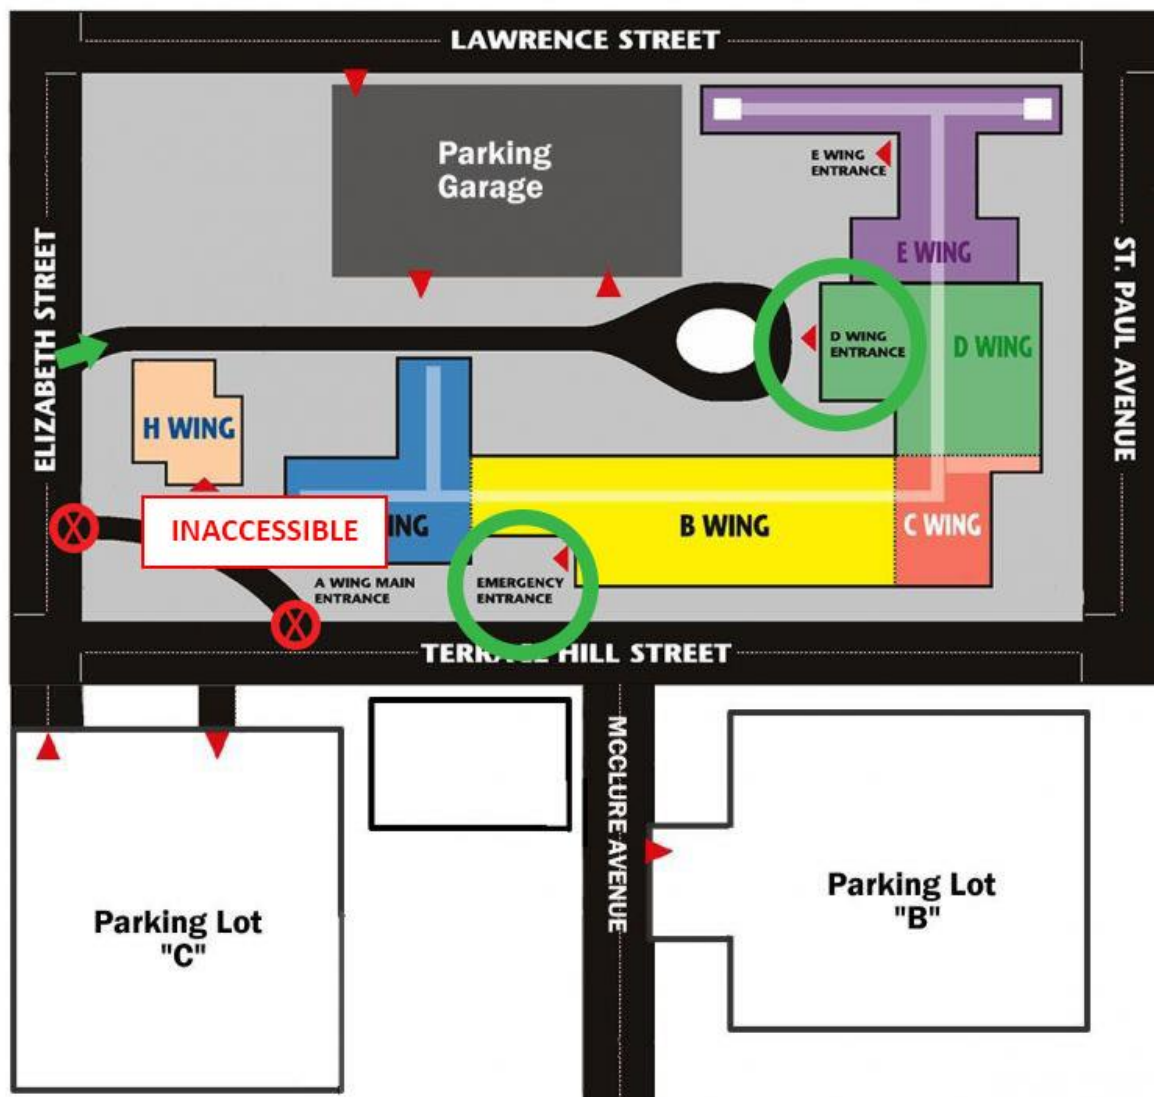 LAWRENCE STREET
Parking
Garage
E WING
ENTRANCE
E WING
ELIZABETH STREET
ST. PAUL AVENUE
D WING
ENTRANCE
D WING
H WING
INACCESSIBLE
ING
B WING
C WING
A WING MAIN
ENTRANCE
EMERGENCY
ENTRANCE
X
X
TERRACE HILL STREET
MCCLURE AVENUE
Parking Lot
"C"
Parking Lot
"B"